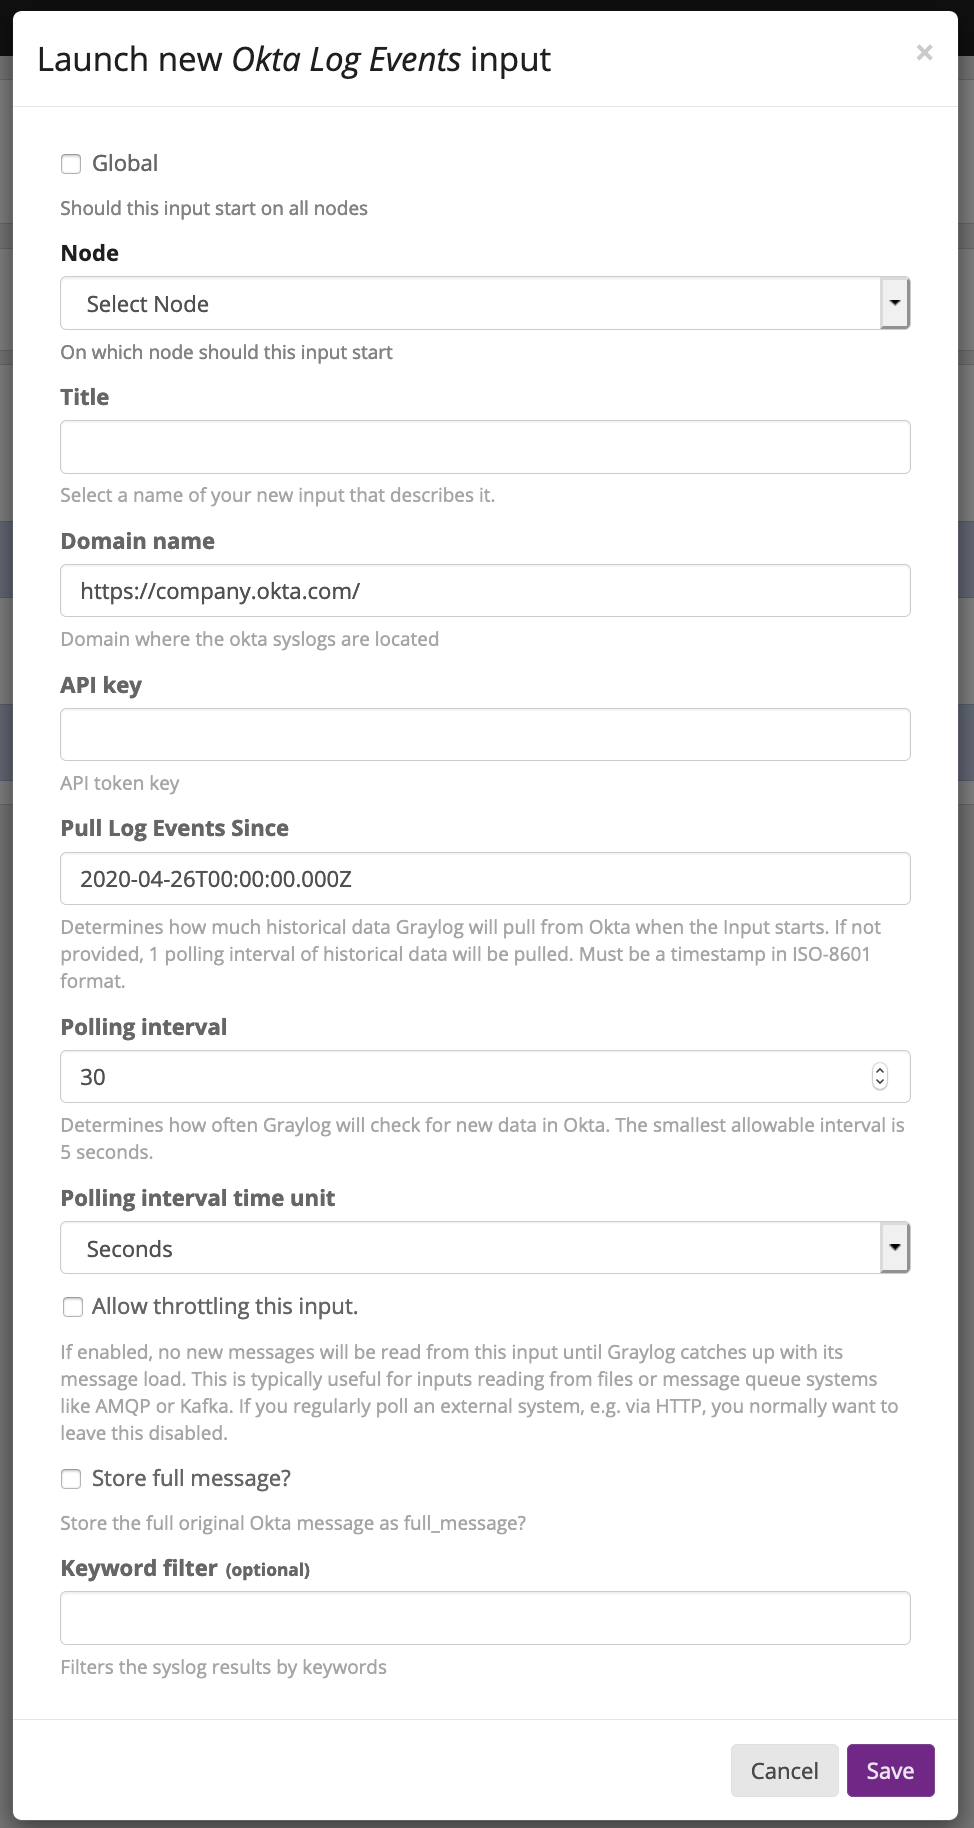 Launch new Okta Log Events input
×
Global
Should this input start on all nodes
Node
Select Node
On which node should this input start
Title
Select a name of your new input that describes it.
Domain name
https://company.okta.com/
Domain where the okta syslogs are located
API key
API token key
Pull Log Events Since
2020-04-26T00:00:00.000Z
Determines how much historical data Graylog will pull from Okta when the Input starts. If not
provided, 1 polling interval of historical data will be pulled. Must be a timestamp in ISO-8601
format.
Polling interval
30
Determines how often Graylog will check for new data in Okta. The smallest allowable interval is
5 seconds.
Polling interval time unit
Seconds
Allow throttling this input.
If enabled, no new messages will be read from this input until Graylog catches up with its
message load. This is typically useful for inputs reading from files or message queue systems
like AMQP or Kafka. If you regularly poll an external system, e.g. via HTTP, you normally want to
leave this disabled.
Store full message?
Store the full original Okta message as full_message?
Keyword filter (optional)
Filters the syslog results by keywords
Cancel Save